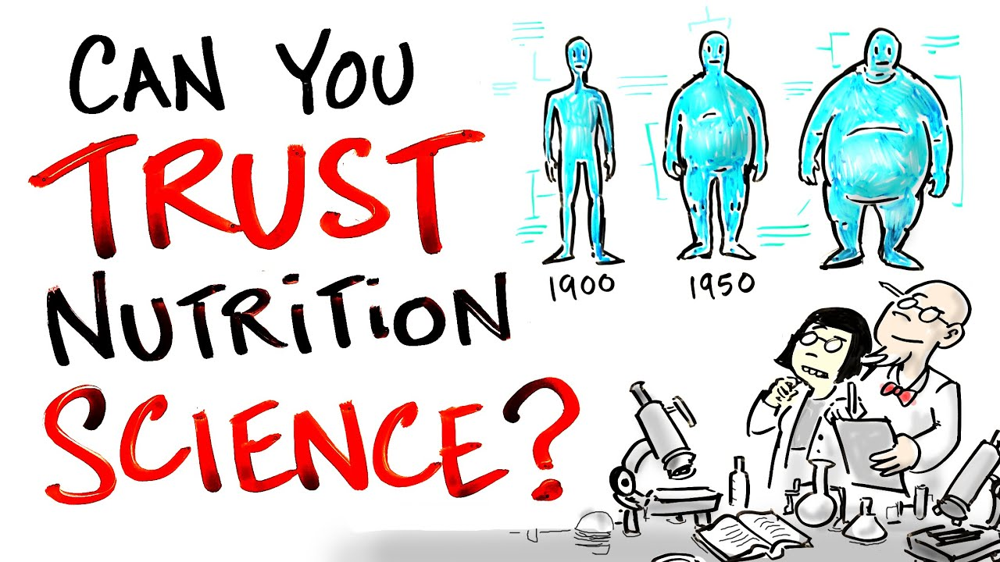 CAN YOU
TRUST
NUTRiTiON
SCIENCE?
1900
1950